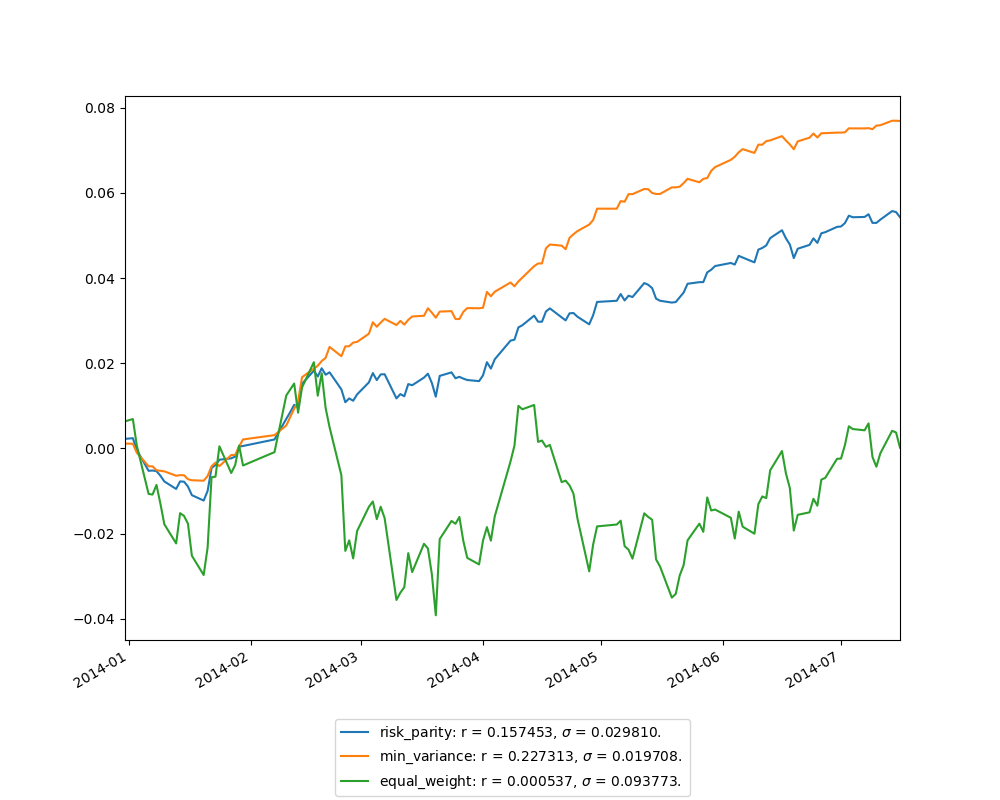 0.08
0.06
0.04
0.02
0.00
−0.02
−0.04
2014-01 2014-02 2014-03 2014-04 2014-05 2014-06 2014-07
risk_parity: r = 0.157453, σ = 0.029810.
min_variance: r = 0.227313, σ = 0.019708.
equal_weight: r = 0.000537, σ = 0.093773.